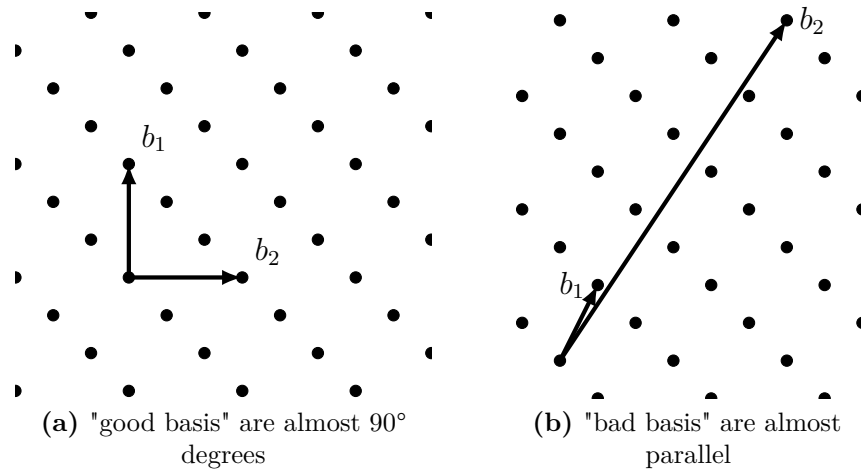 b₁
b₂
(a) "good basis" are almost 90°
degrees
b₂
b₁
(b) "bad basis" are almost
parallel